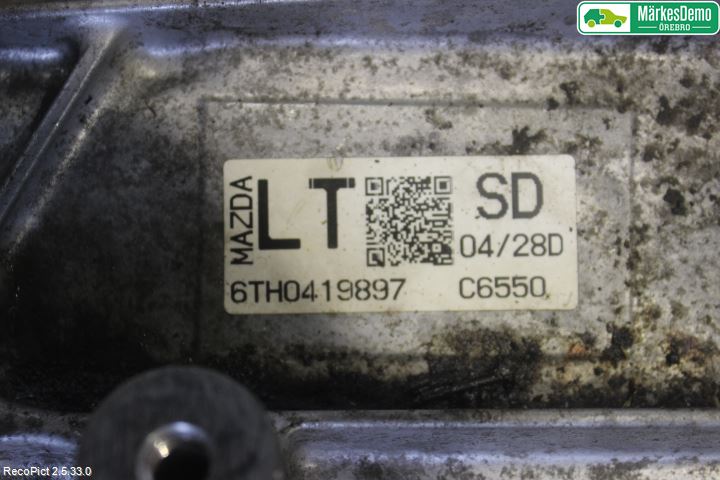 MärkesDemo
ÖREBRO
MAZDA
LT
SD
04/28D
6TH0419897 C6550
RecoPict 2.5.33.0